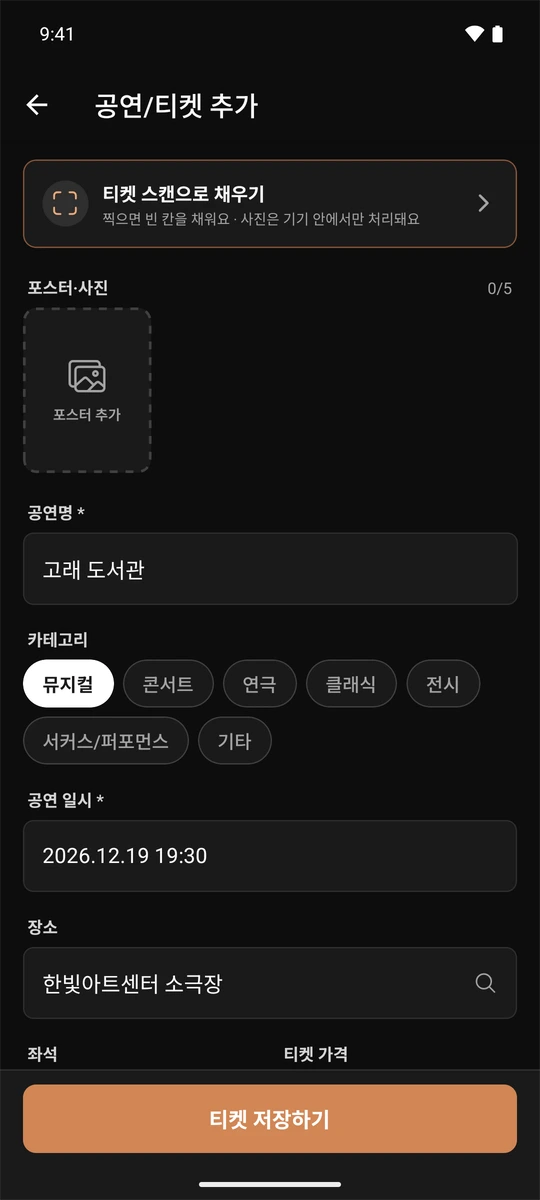 9:41
공연/티켓 추가
티켓 스캔으로 채우기
찍으면 빈 칸을 채워요 · 사진은 기기 안에서만 처리돼요
포스터·사진
0/5
포스터 추가
공연명 *
고래 도서관
카테고리
뮤지컬 콘서트 연극 클래식 전시
서커스/퍼포먼스 기타
공연 일시 *
2026.12.19 19:30
장소
한빛아트센터 소극장
좌석 티켓 가격
티켓 저장하기